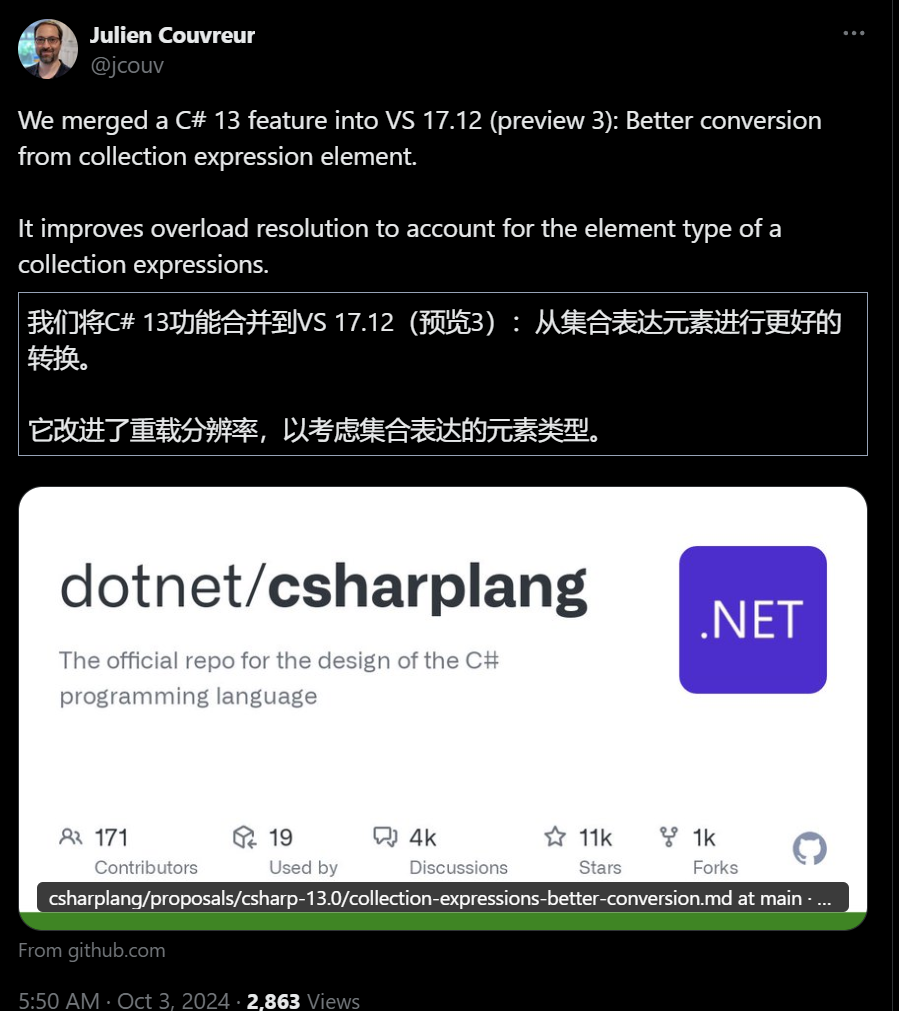 Julien Couvreur
@jcouv
We merged a C# 13 feature into VS 17.12 (preview 3): Better conversion
from collection expression element.
It improves overload resolution to account for the element type of a
collection expressions.
我们将C# 13功能合并到VS 17.12（预览3）：从集合表达元素进行更好的
转换。
它改进了重载分辨率，以考虑集合表达的元素类型。
dotnet/csharplang
.NET
The official repo for the design of the C#
programming language
171 19 4k 11k 1k
Contributors Used by Discussions Stars Forks
csharplang/proposals/csharp-13.0/collection-expressions-better-conversion.md at main · ...
From github.com
5:50 AM · Oct 3, 2024 · 2,863 Views